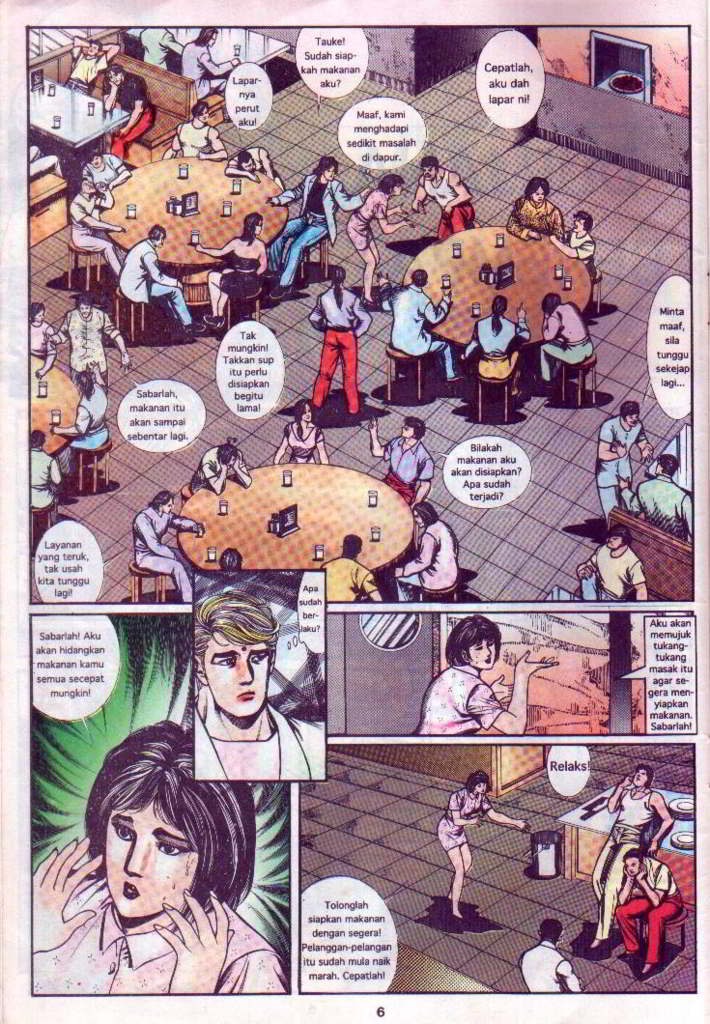 Tauke!
Sudah siap-
kah makanan
aku?
Cepatlah,
aku dah
lapar ni!
Lapar-
nya
perut
aku!
Maaf, kami
menghadapi
sedikit masalah
di dapur.
Minta
maaf,
sila
tunggu
sekejap
lagi...
Tak
mungkin!
Takkan sup
itu perlu
disiapkan
begitu
lama!
Sabarlah,
makanan itu
akan sampai
sebentar lagi.
Bilakah
makanan aku
akan disiapkan?
Apa sudah
terjadi?
Layanan
yang teruk,
tak usah
kita tunggu
lagi!
Apa
sudah
ber-
laku?
Sabarlah! Aku
akan hidangkan
makanan kamu
semua secepat
mungkin!
Aku akan
memujuk
tukang-
tukang
masak itu
agar se-
gera men-
yiapkan
makanan.
Sabarlah!
Relaks!
Tolonglah
siapkan makanan
dengan segera!
Pelanggan-pelangan
itu sudah mula naik
marah. Cepatlah!
6